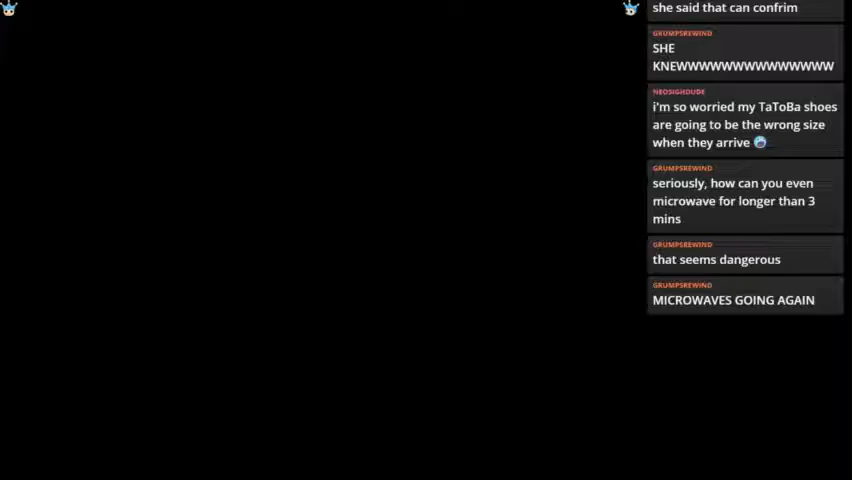 she said that can confrim
GRUMPSREWIND
SHE
KNEWWWWWWWWWWWWWW
NEOSIGHDUDE
i'm so worried my TaToBa shoes
are going to be the wrong size
when they arrive
GRUMPSREWIND
seriously, how can you even
microwave for longer than 3
mins
GRUMPSREWIND
that seems dangerous
GRUMPSREWIND
MICROWAVES GOING AGAIN